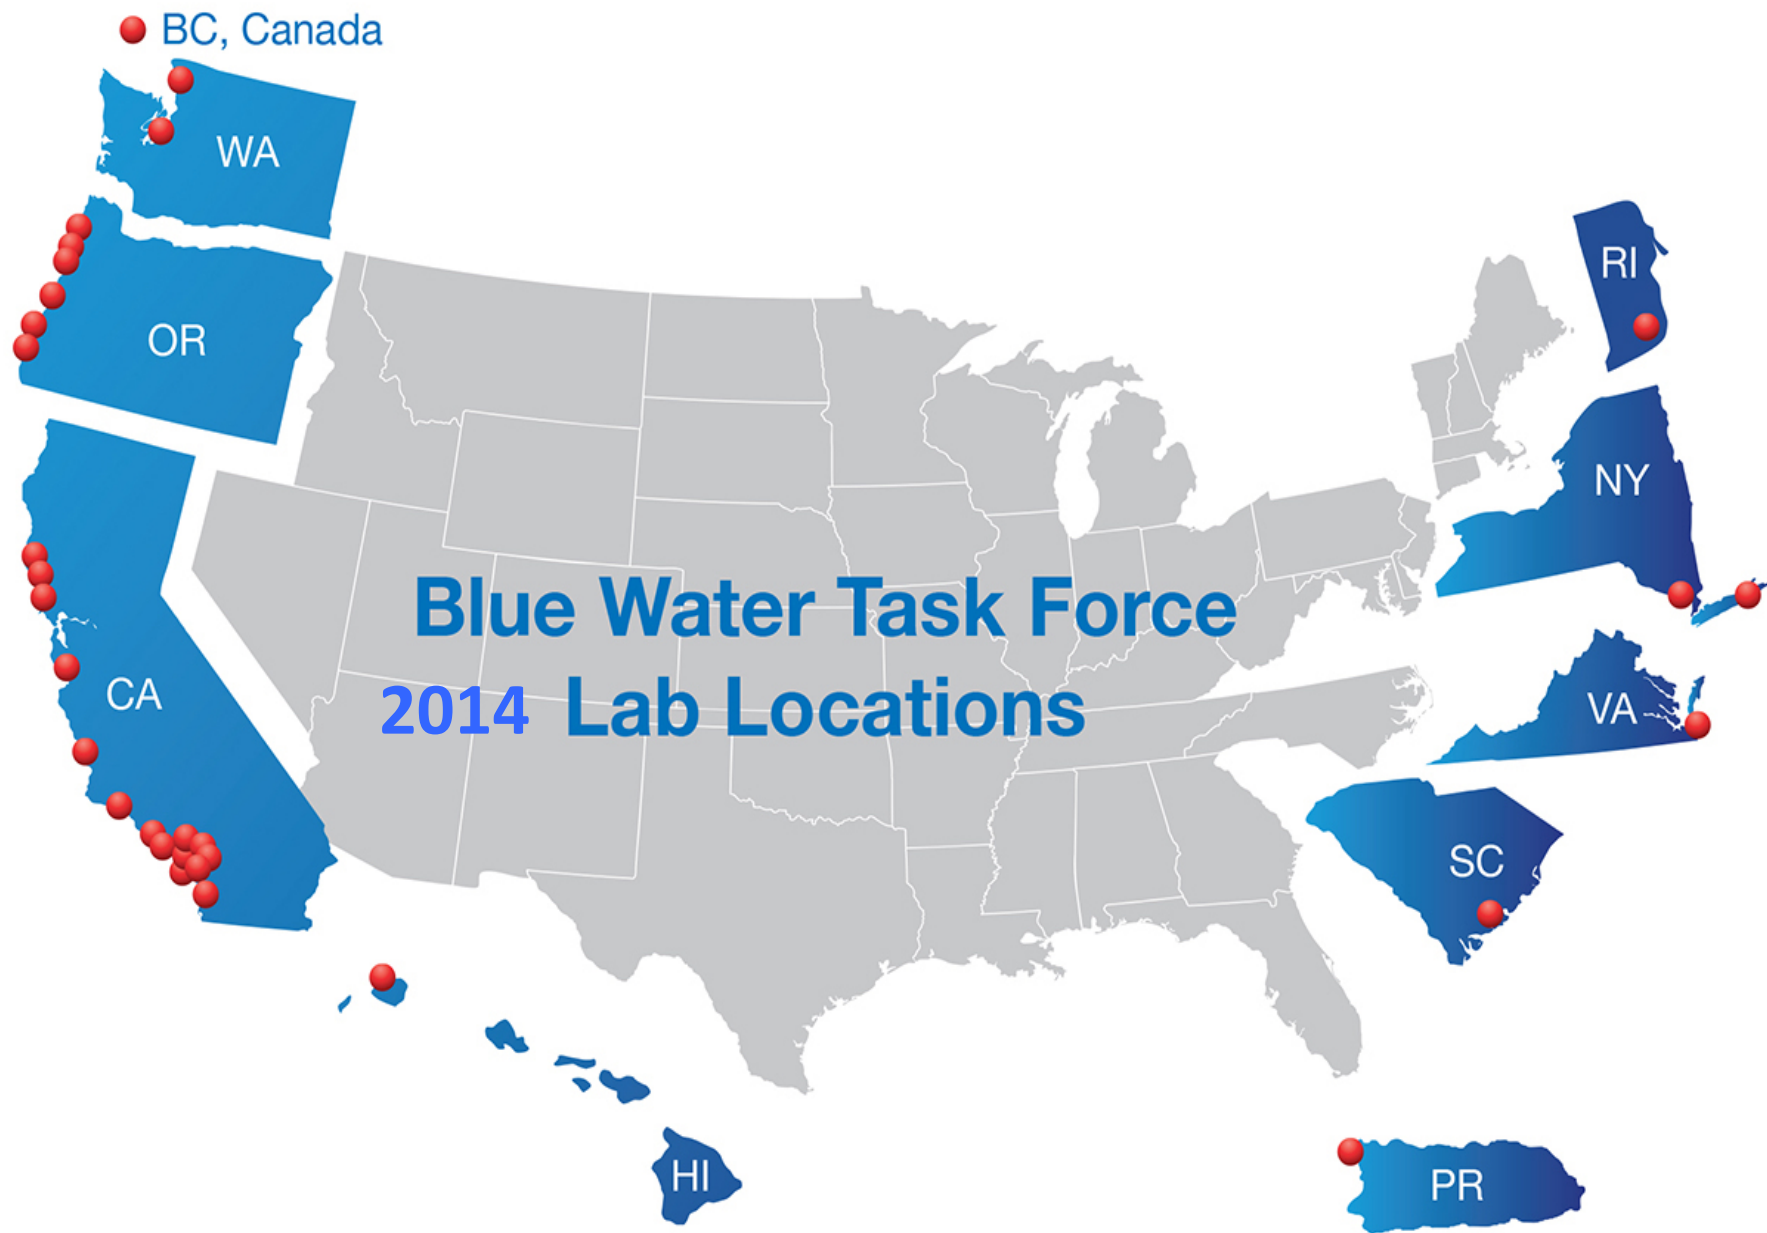 BC, Canada
WA
OR
CA
RI
NY
VA
SC
Blue Water Task Force
2014 Lab Locations
HI
PR